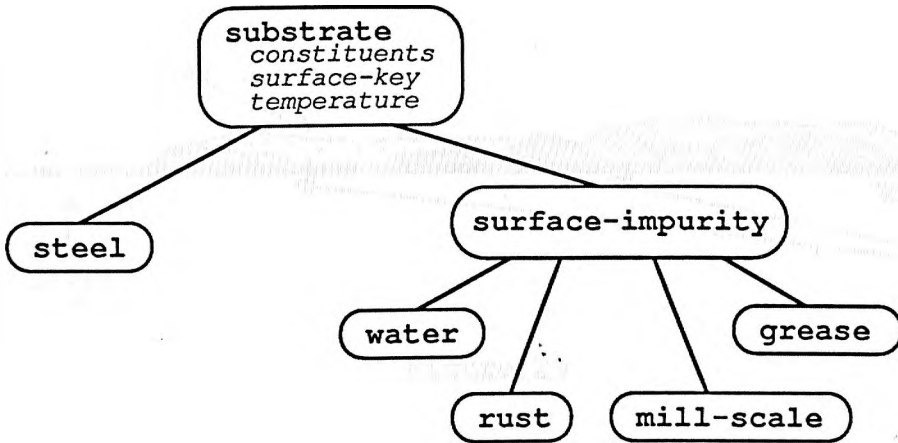 substrate
constituents
surface-key
temperature
steel
surface-impurity
water
grease
rust
mill-scale